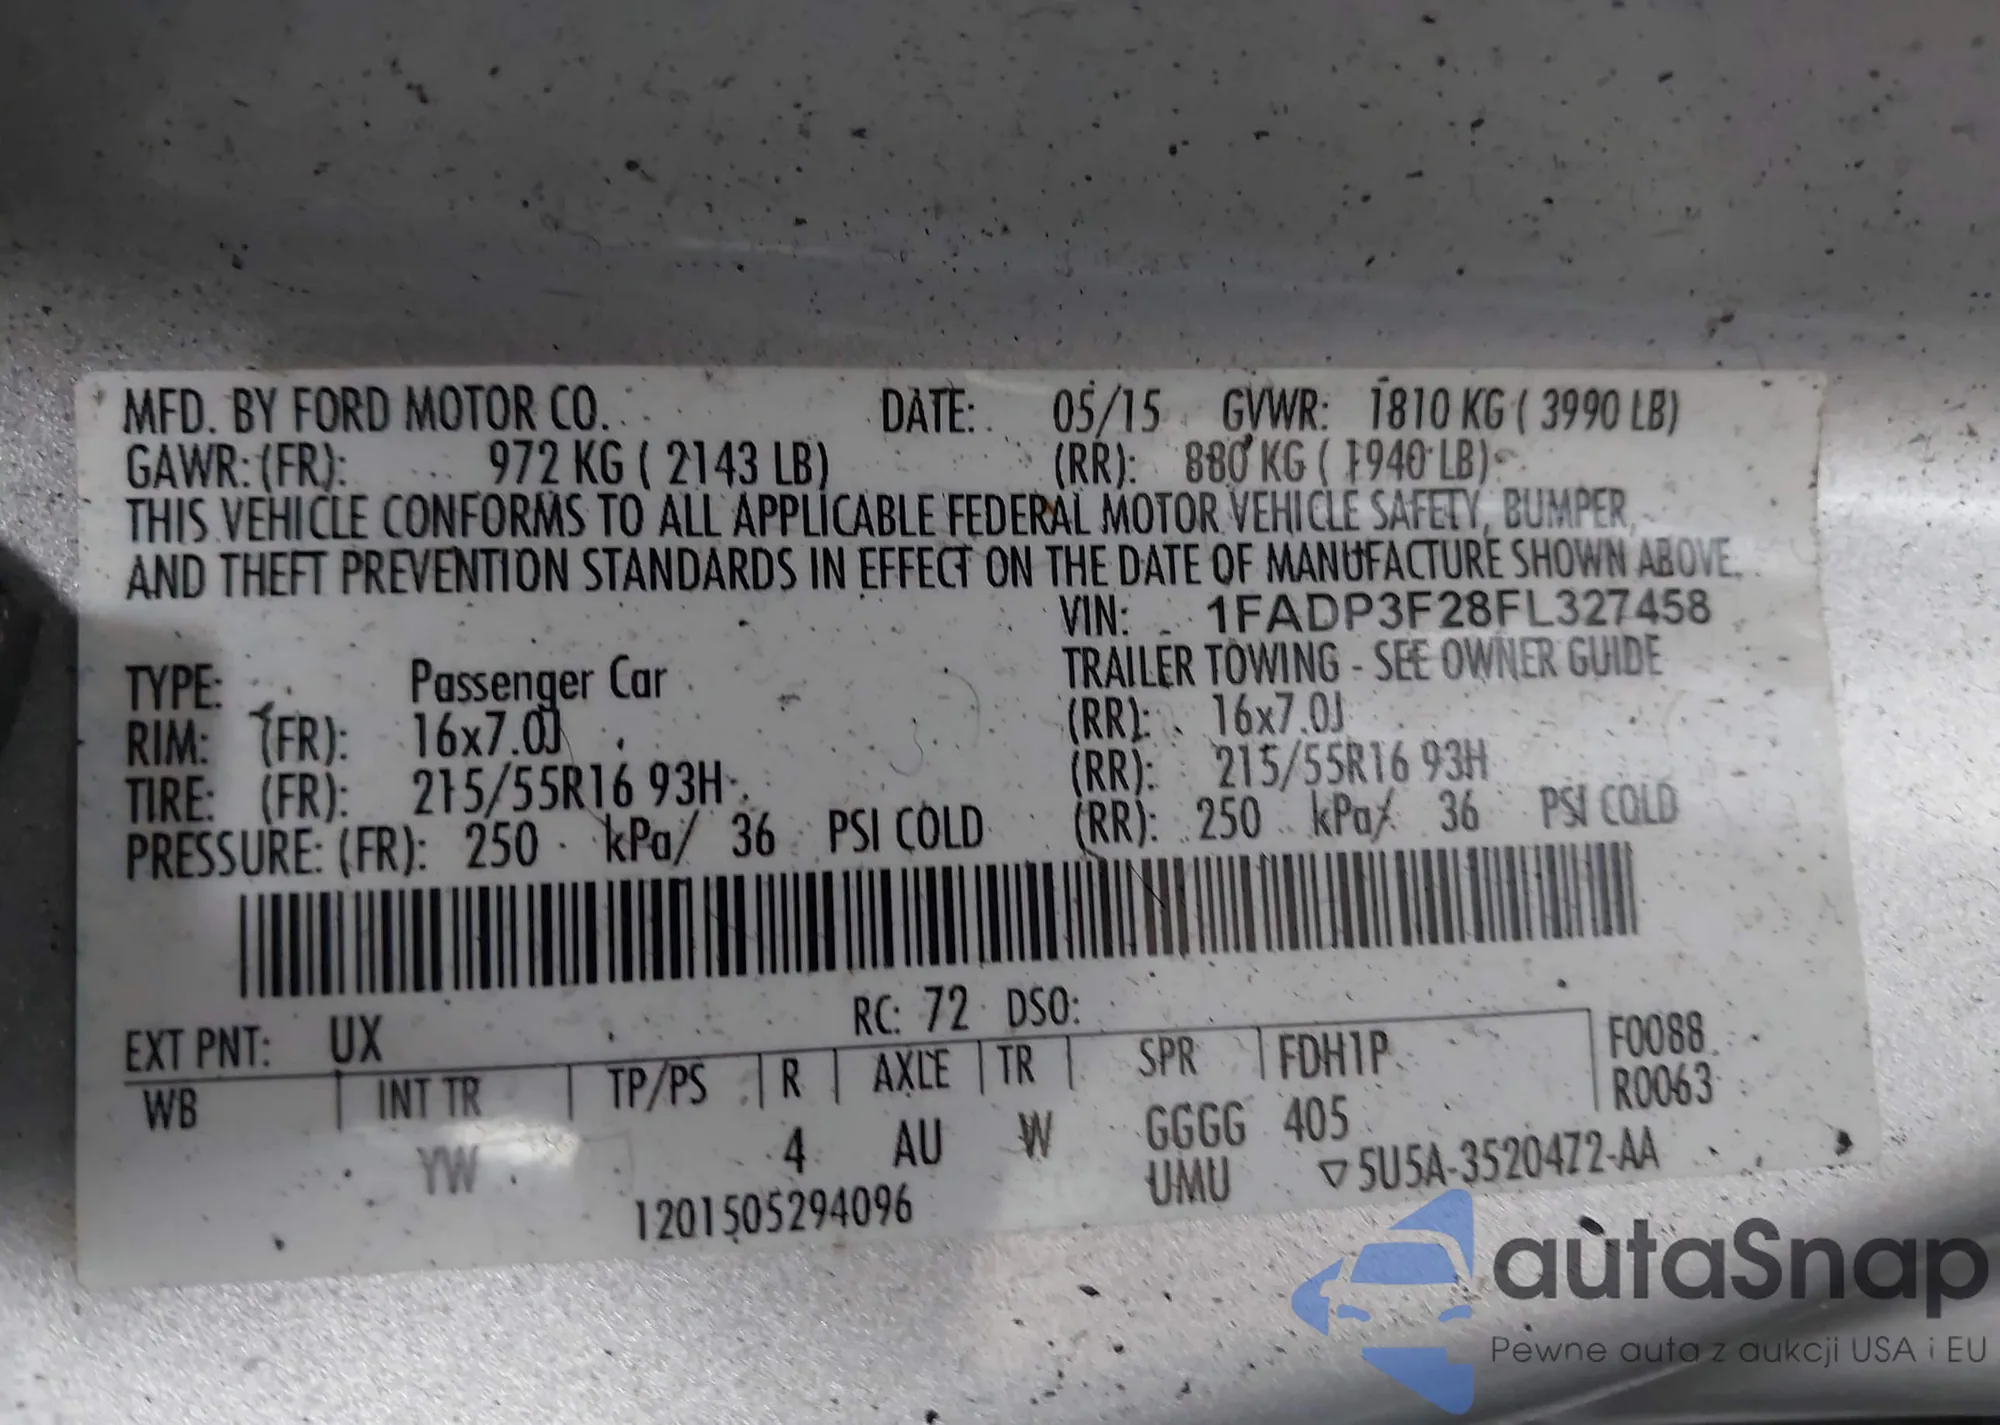 MFD. BY FORD MOTOR CO. DATE: 05/15 GVWR: 1810 KG ( 3990 LB)
GAWR: (FR): 972 KG ( 2143 LB) (RR): 880 KG ( 1940 LB)
THIS VEHICLE CONFORMS TO ALL APPLICABLE FEDERAL MOTOR VEHICLE SAFETY, BUMPER,
AND THEFT PREVENTION STANDARDS IN EFFECT ON THE DATE OF MANUFACTURE SHOWN ABOVE.
VIN: 1FADP3F28FL327458
TYPE: Passenger Car TRAILER TOWING - SEE OWNER GUIDE
RIM: (FR): 16x7.0J (RR): 16x7.0J
TIRE: (FR): 215/55R16 93H (RR): 215/55R16 93H
PRESSURE: (FR): 250 kPa/ 36 PSI COLD (RR): 250 kPa/ 36 PSI COLD
EXT PNT: UX RC: 72 DSO:
WB INT TR TP/PS R AXLE TR SPR FDH1P F0088
R0063
YW 4 AU W GGGG 405
UMU ▽5U5A-3520472-AA
1201505294096
autaSnap
Pewne auta z aukcji USA i EU